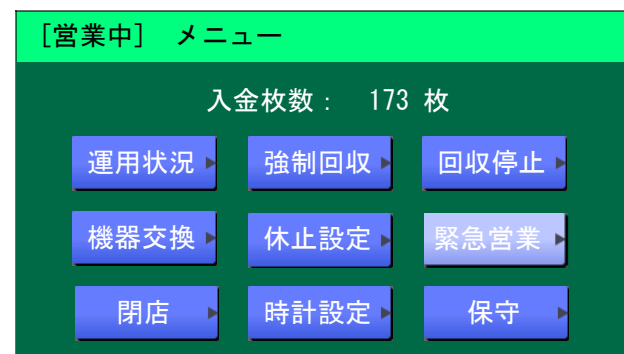 ［営業中］ メニュー
入金枚数： 173 枚
運用状況 強制回収 回収停止
機器交換 休止設定 緊急営業
閉店 時計設定 保守